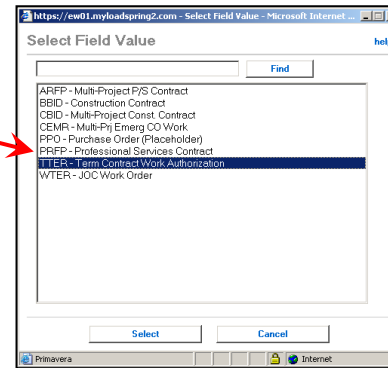 https://ew01.myloadspring2.com - Select Field Value - Microsoft Internet ...
Select Field Value
Find
ARFP - Multi-Project P/S Contract
BBID - Construction Contract
CBID - Multi-Project Const. Contract
CEMR - Multi-Prj Emerg CO Work
PPO - Purchase Order (Placeholder)
PRFP - Professional Services Contract
TTER - Term Contract Work Authorization
WTER - JOC Work Order
Select Cancel
Primavera Internet